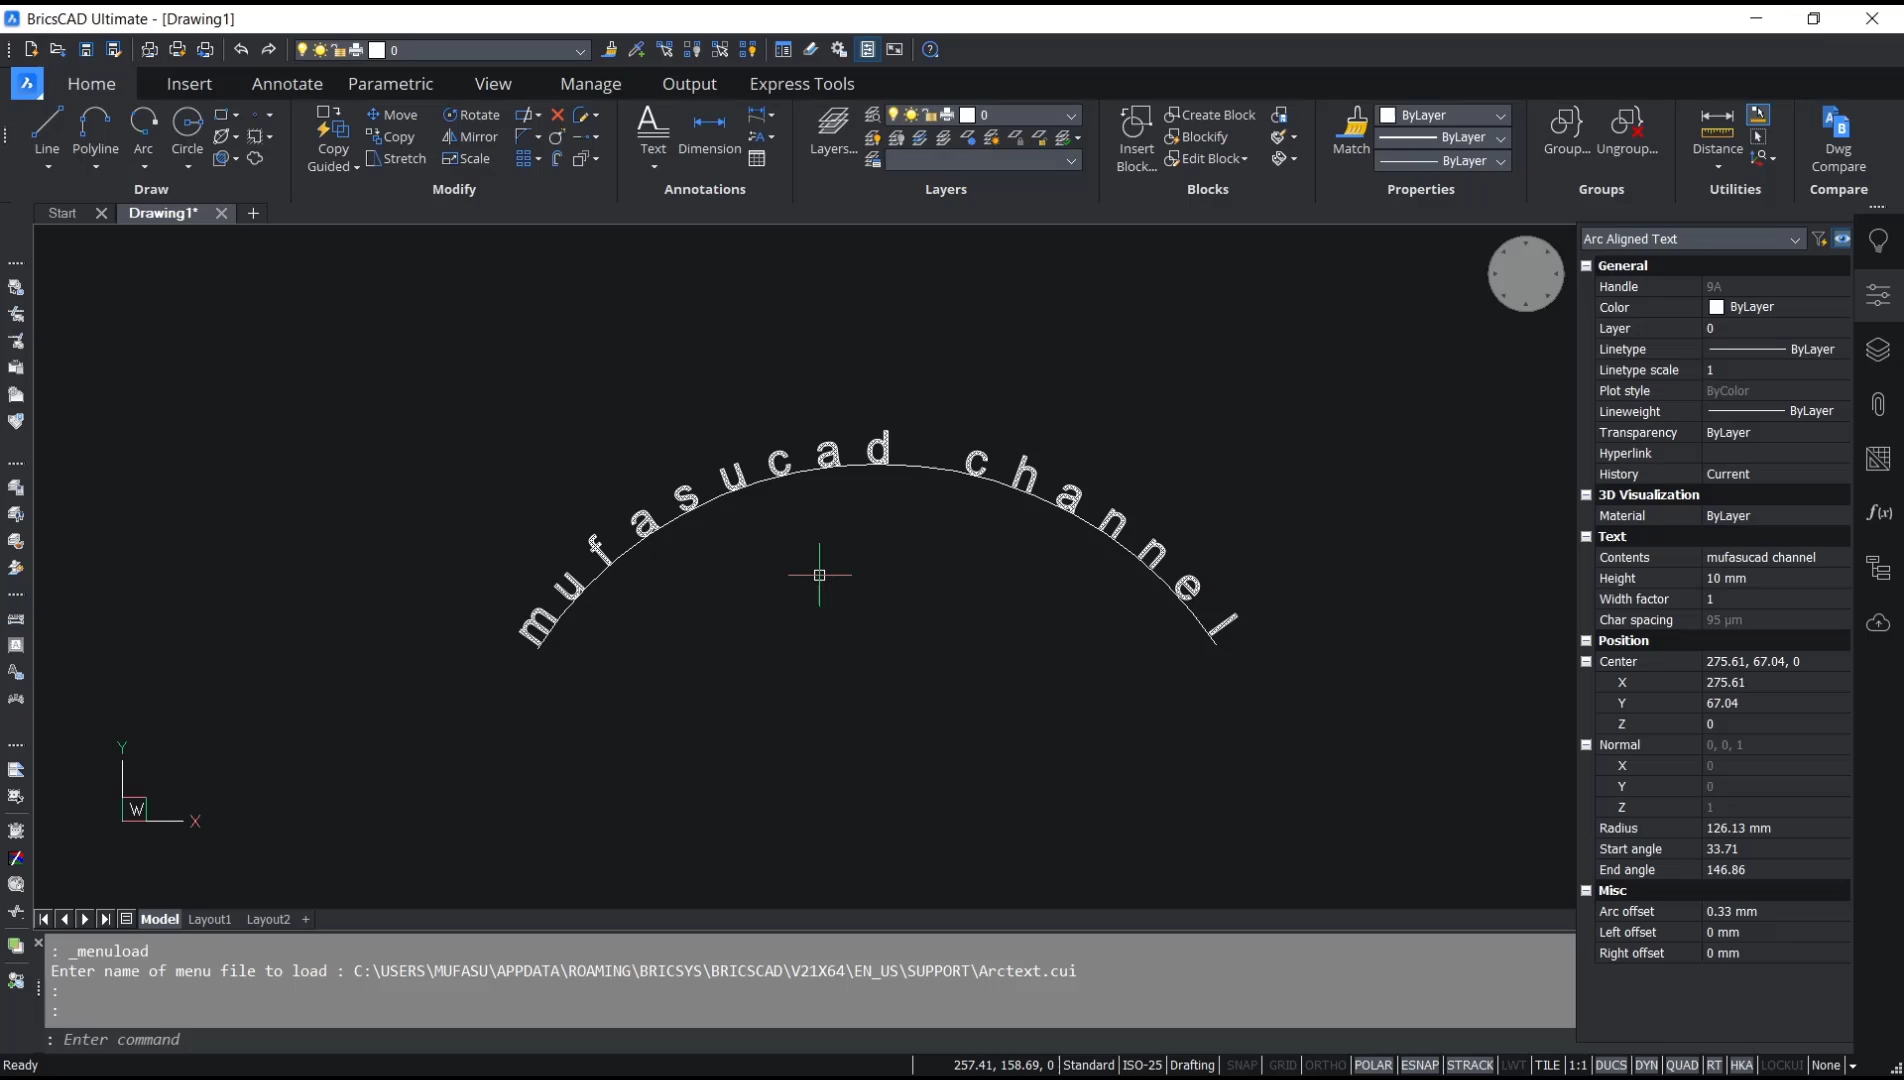 BricsCAD Ultimate - [Drawing1]
0
Home Insert Annotate Parametric View Manage Output Express Tools
Line Polyline Arc Circle
Draw
Copy Guided
Move Rotate
Copy Mirror
Stretch Scale
Modify
Text Dimension
Annotations
Layers...
0
Layers
Insert Block...
Create Block
Blockify
Edit Block
Blocks
Match
ByLayer
ByLayer
ByLayer
Properties
Group... Ungroup...
Groups
Distance
Utilities
Dwg Compare
Compare
Start Drawing1*
mufasucad channel
Y
W X
Arc Aligned Text
General
Handle 9A
Color ByLayer
Layer 0
Linetype ByLayer
Linetype scale 1
Plot style ByColor
Lineweight ByLayer
Transparency ByLayer
Hyperlink
History Current
3D Visualization
Material ByLayer
Text
Contents mufasucad channel
Height 10 mm
Width factor 1
Char spacing 95 µm
Position
Center 275.61, 67.04, 0
X 275.61
Y 67.04
Z 0
Normal 0, 0, 1
X 0
Y 0
Z 1
Radius 126.13 mm
Start angle 33.71
End angle 146.86
Misc
Arc offset 0.33 mm
Left offset 0 mm
Right offset 0 mm
f(x)
Model Layout1 Layout2 +
: _menuload
Enter name of menu file to load : C:\USERS\MUFASU\APPDATA\ROAMING\BRICSYS\BRICSCAD\V21X64\EN_US\SUPPORT\Arctext.cui
:
:
: Enter command
Ready 257.41, 158.69, 0 Standard ISO-25 Drafting SNAP GRID ORTHO POLAR ESNAP STRACK LWT TILE 1:1 DUCS DYN QUAD RT HKA LOCKUI None